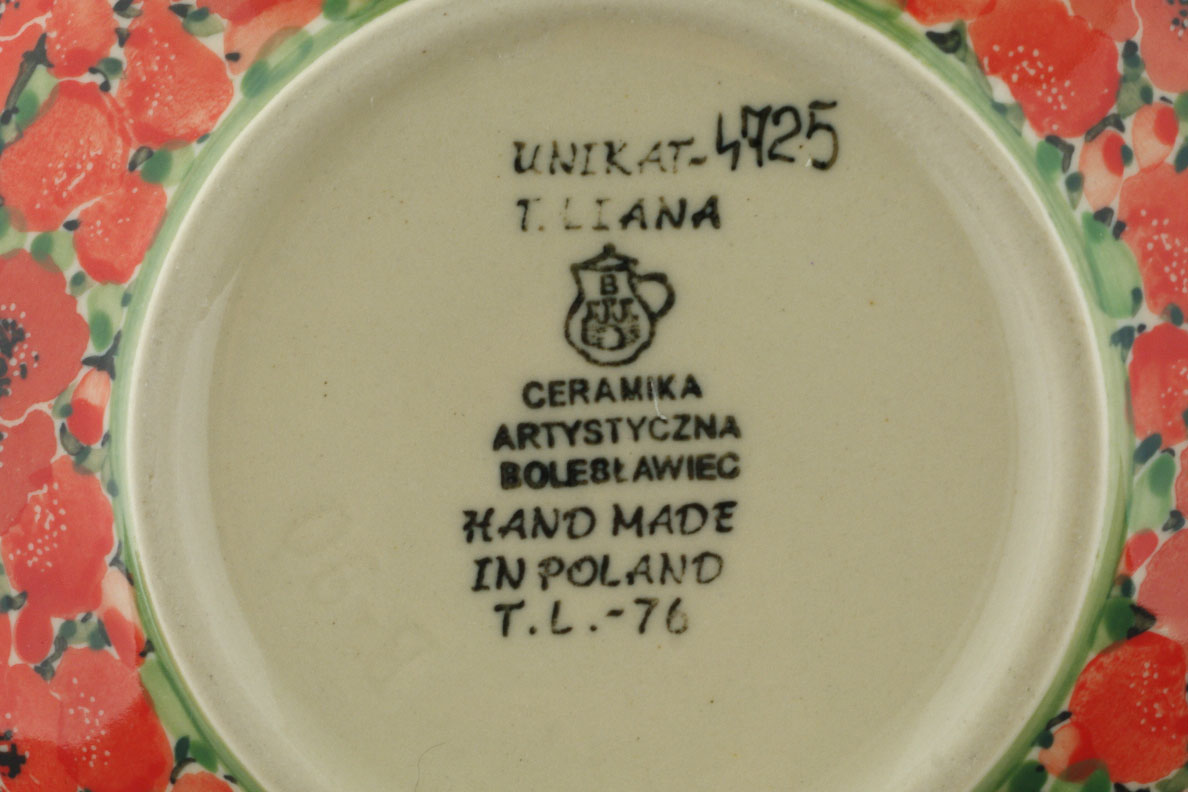 UNIKAT-4725
T. LIANA
B
CERAMIKA
ARTYSTYCZNA
BOLESŁAWIEC
HAND MADE
IN POLAND
T.L.-76